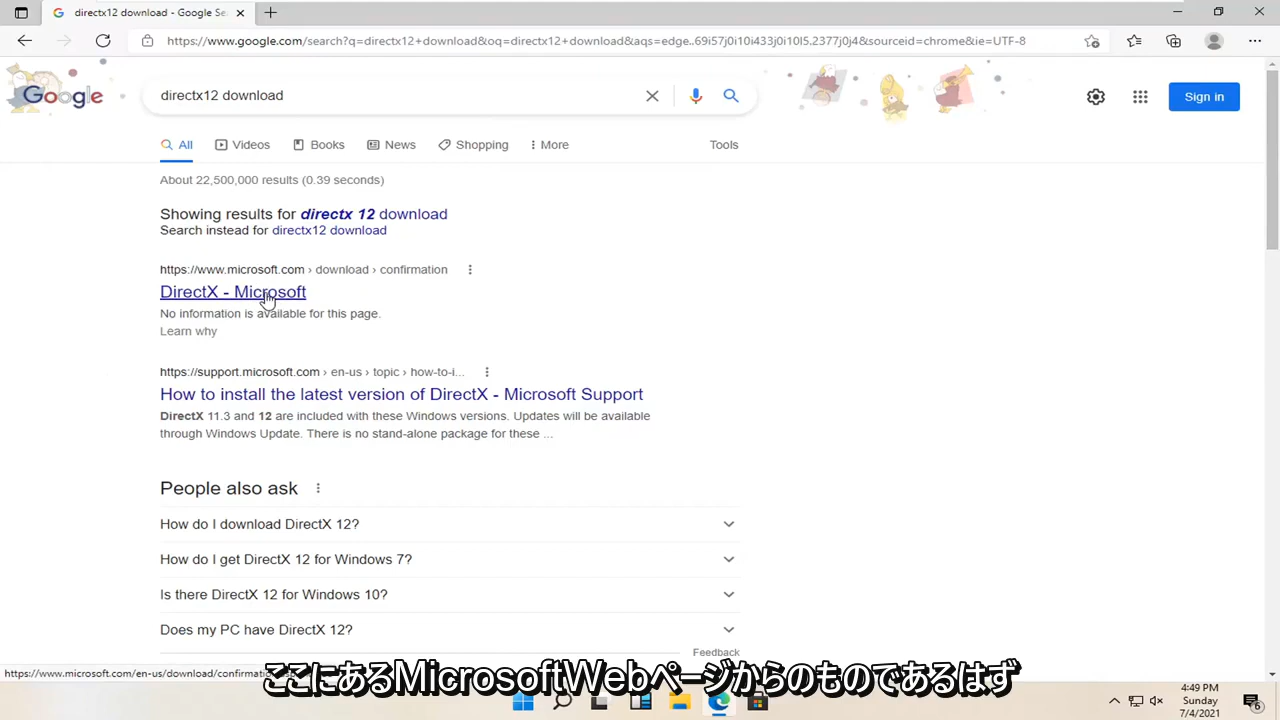 directx12 download - Google Se
https://www.google.com/search?q=directx12+download&oq=directx12+download&aqs=edge..69i57j0i10i433j0i10l5.2377j0j4&sourceid=chrome&ie=UTF-8
Google
directx12 download
Sign in
All
Videos
Books
News
Shopping
More
Tools
About 22,500,000 results (0.39 seconds)
Showing results for directx 12 download
Search instead for directx12 download
https://www.microsoft.com › download › confirmation
DirectX - Microsoft
No information is available for this page.
Learn why
https://support.microsoft.com › en-us › topic › how-to-i...
How to install the latest version of DirectX - Microsoft Support
DirectX 11.3 and 12 are included with these Windows versions. Updates will be available
through Windows Update. There is no stand-alone package for these ...
People also ask
How do I download DirectX 12?
How do I get DirectX 12 for Windows 7?
Is there DirectX 12 for Windows 10?
Does my PC have DirectX 12?
Feedback
https://www.microsoft.com/en-us/download/confirmation
ここにあるMicrosoftWebページからのものであるはず
4:49 PM
Sunday
7/4/2021
6